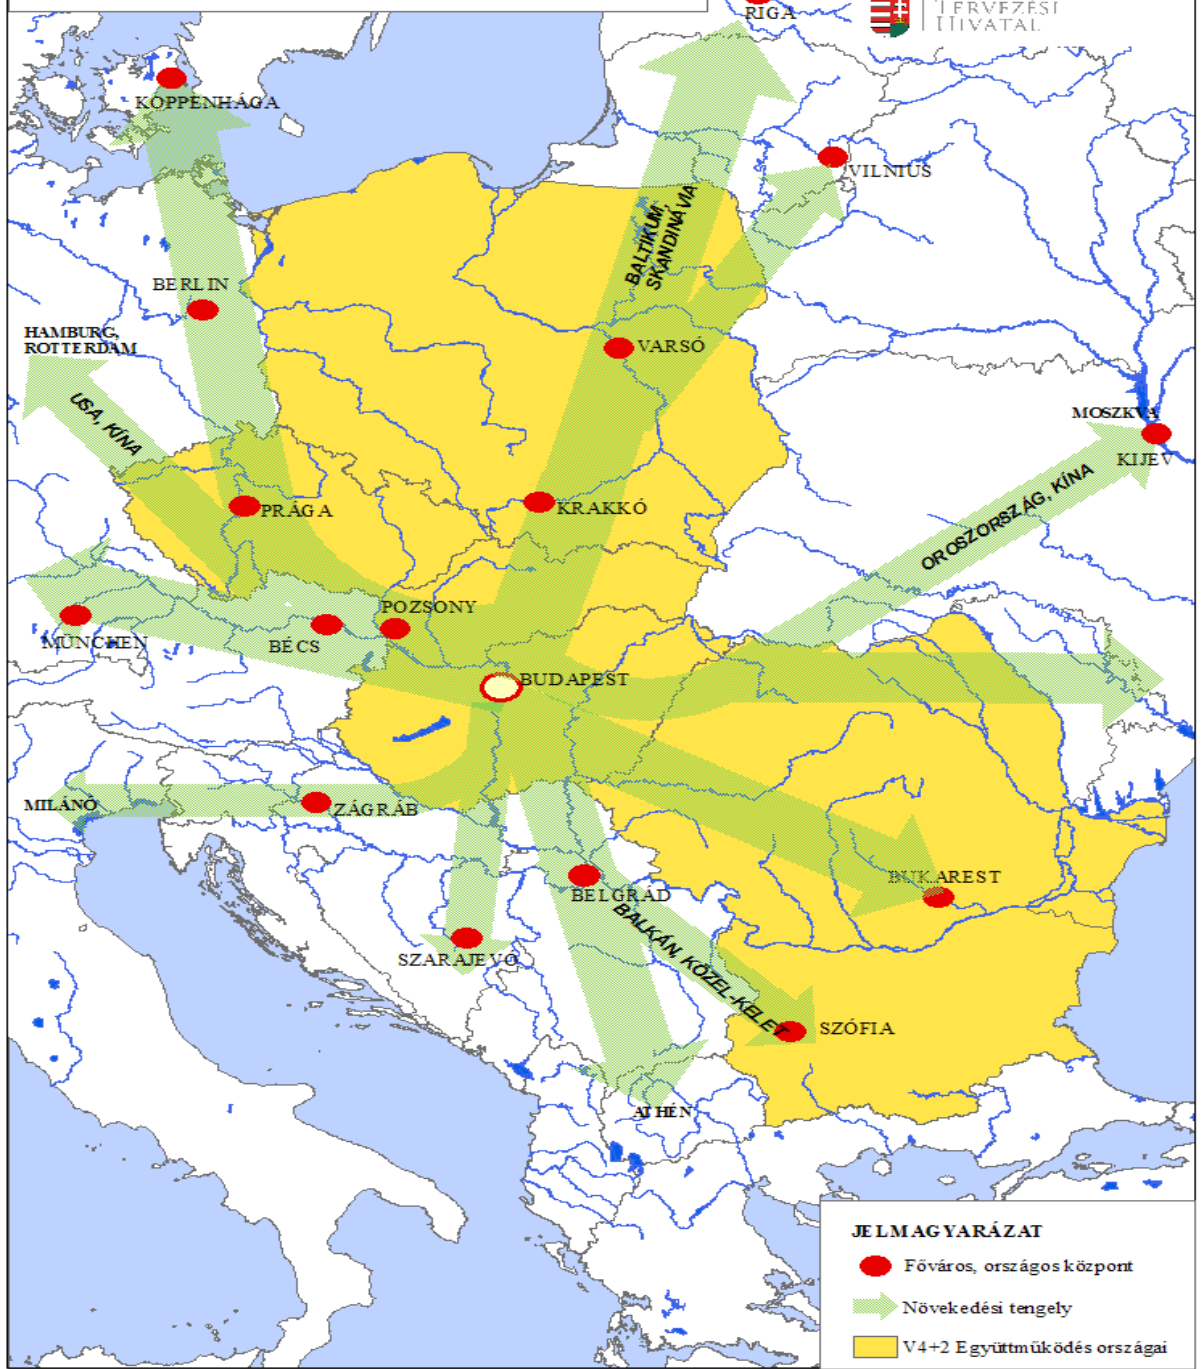 RIGA
TERVEZÉSI
HIVATAL
KOPPENHÁGA
VILNIUS
BALTIKUM,
SKANDINÁVIA
BERLIN
HAMBURG,
ROTTERDAM
VARSÓ
USA, KÍNA
MOSZKVA
KIJEV
PRÁGA
KRAKKÓ
OROSZORSZÁG, KÍNA
POZSONY
MÜNCHEN
BÉCS
BUDAPEST
MILÁNÓ
ZÁGRÁB
BUKAREST
BELGRÁD
BALKÁN, KÖZEL-KELET
SZARAJEVÓ
SZÓFIA
ATHÉN
JELMAGYARÁZAT
Főváros, országos központ
Növekedési tengely
V4+2 Együttműködés országai